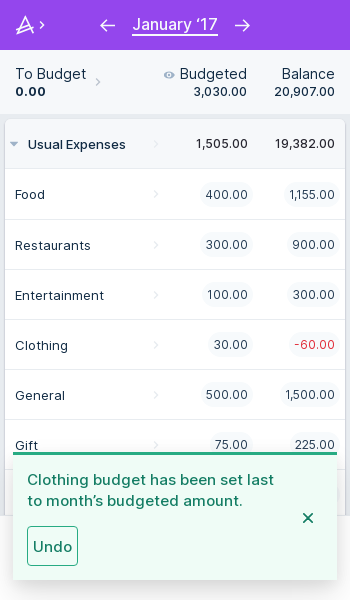 January ‘17
To Budget Budgeted Balance
0.00 3,030.00 20,907.00
Usual Expenses 1,505.00 19,382.00
Food 400.00 1,155.00
Restaurants 300.00 900.00
Entertainment 100.00 300.00
Clothing 30.00 -60.00
General 500.00 1,500.00
Gift 75.00 225.00
Clothing budget has been set last
to month’s budgeted amount.
Undo